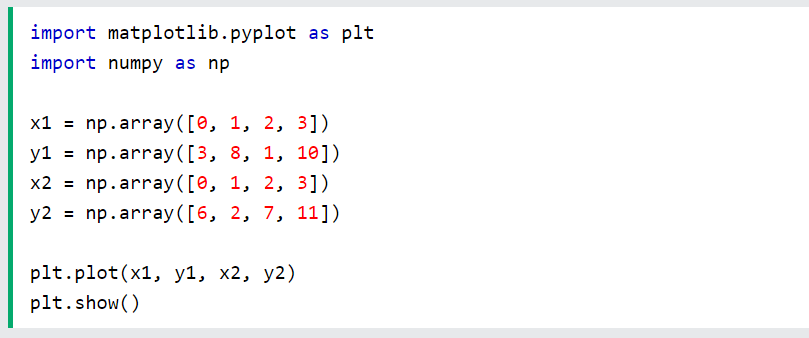 import matplotlib.pyplot as plt
import numpy as np
x1 = np.array([0, 1, 2, 3])
y1 = np.array([3, 8, 1, 10])
x2 = np.array([0, 1, 2, 3])
y2 = np.array([6, 2, 7, 11])
plt.plot(x1, y1, x2, y2)
plt.show()